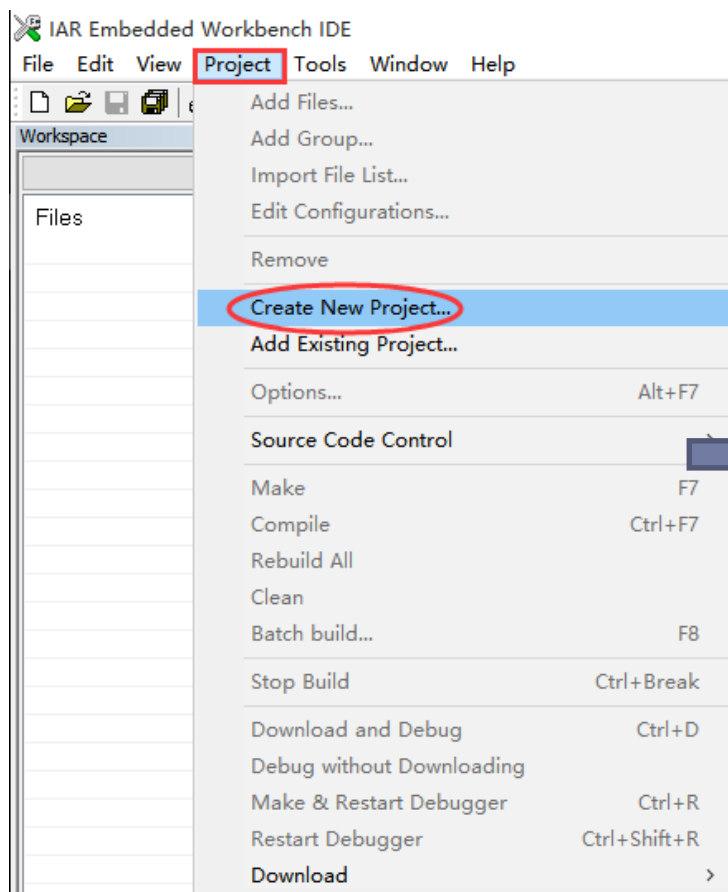 IAR Embedded Workbench IDE
File Edit View Project Tools Window Help
Workspace
Files
Add Files...
Add Group...
Import File List...
Edit Configurations...
Remove
Create New Project...
Add Existing Project...
Options... Alt+F7
Source Code Control
Make F7
Compile Ctrl+F7
Rebuild All
Clean
Batch build... F8
Stop Build Ctrl+Break
Download and Debug Ctrl+D
Debug without Downloading
Make & Restart Debugger Ctrl+R
Restart Debugger Ctrl+Shift+R
Download